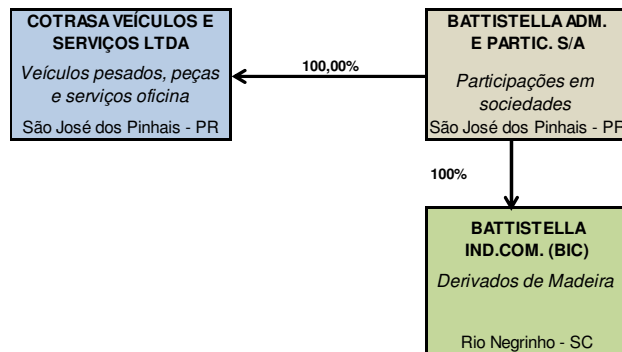 COTRASA VEÍCULOS E
SERVIÇOS LTDA
Veículos pesados, peças
e serviços oficina
São José dos Pinhais - PR
100,00%
BATTISTELLA ADM.
E PARTIC. S/A
Participações em
sociedades
São José dos Pinhais - PR
100%
BATTISTELLA
IND.COM. (BIC)
Derivados de Madeira
Rio Negrinho - SC